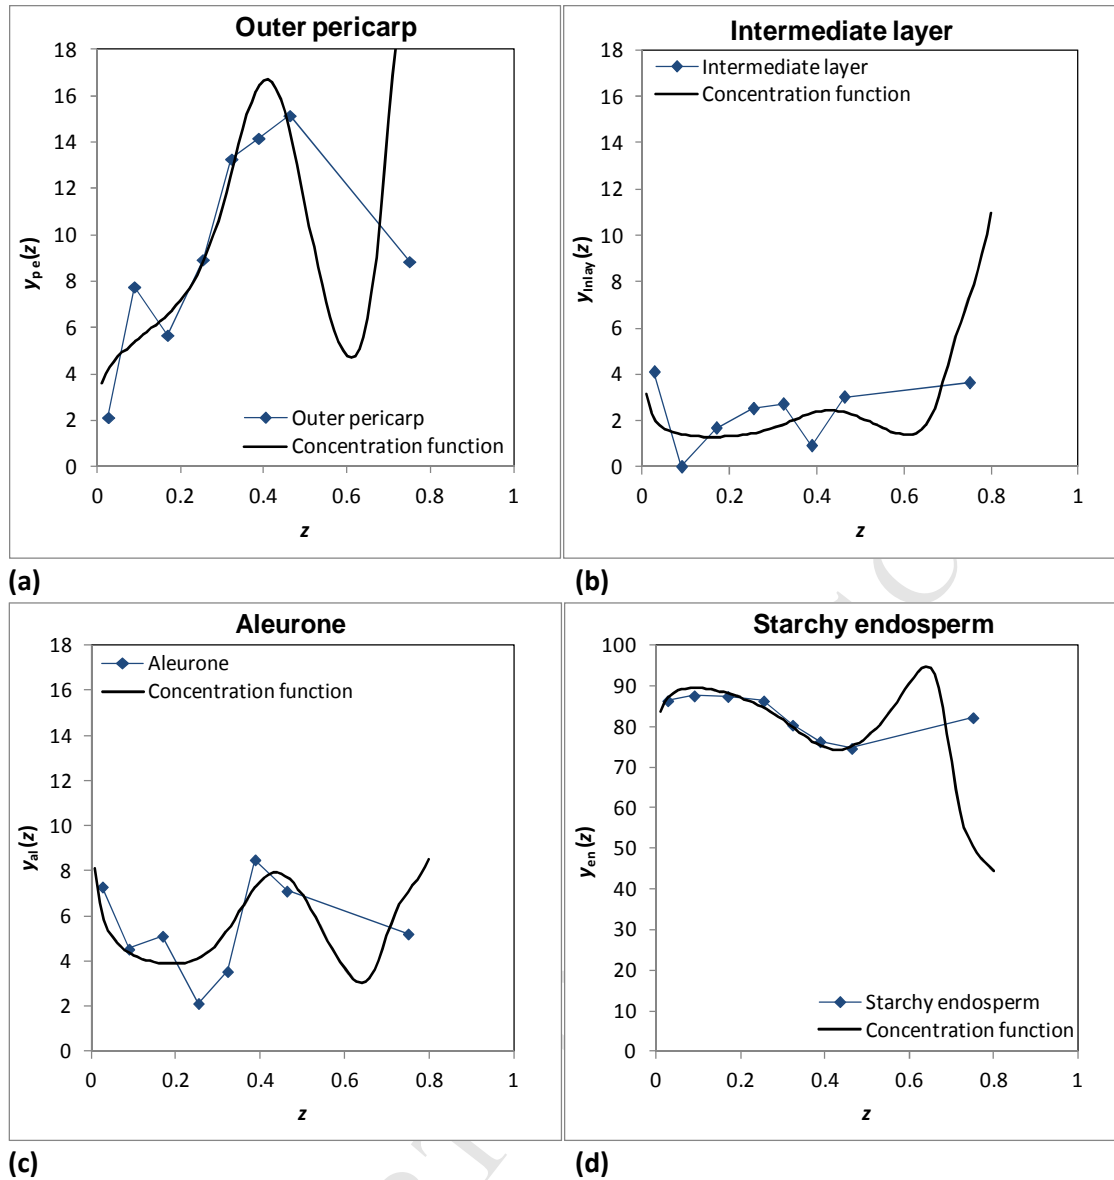 Outer pericarp
18
16
14
12
10
8
6
4
2
0
y pe (z)
Outer pericarp
Concentration function
0 0.2 0.4 0.6 0.8 1
z
(a)
Intermediate layer
18
16
14
12
10
8
6
4
2
0
y Inlay (z)
Intermediate layer
Concentration function
0 0.2 0.4 0.6 0.8 1
z
(b)
Aleurone
18
16
14
12
10
8
6
4
2
0
y al (z)
Aleurone
Concentration function
0 0.2 0.4 0.6 0.8 1
z
(c)
Starchy endosperm
100
90
80
70
60
50
40
30
20
10
0
y en (z)
Starchy endosperm
Concentration function
0 0.2 0.4 0.6 0.8 1
z
(d)